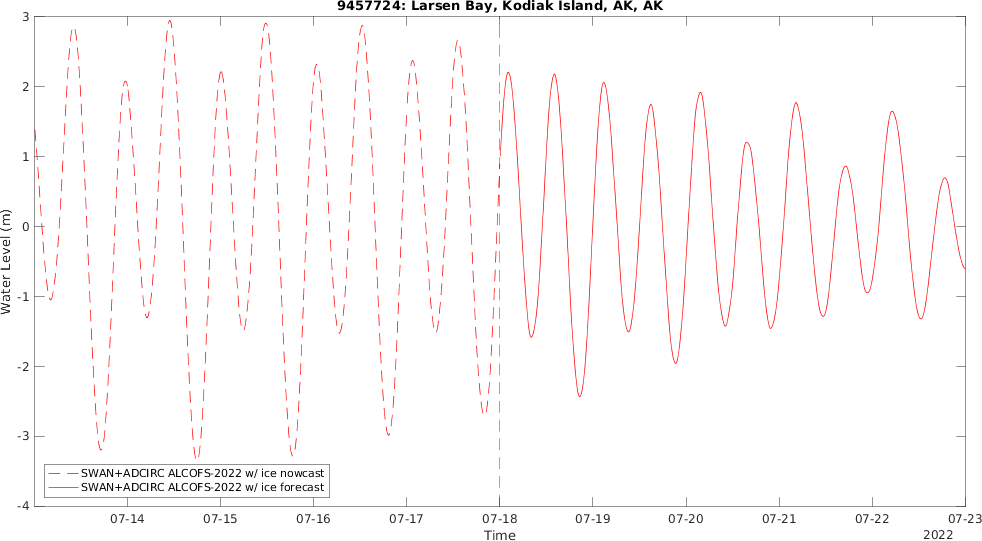 9457724: Larsen Bay, Kodiak Island, AK, AK
3
2
1
0
-1
-2
-3
-4
Water Level (m)
SWAN+ADCIRC ALCOFS-2022 w/ ice nowcast
SWAN+ADCIRC ALCOFS-2022 w/ ice forecast
07-14 07-15 07-16 07-17 07-18 07-19 07-20 07-21 07-22 07-23
Time
2022